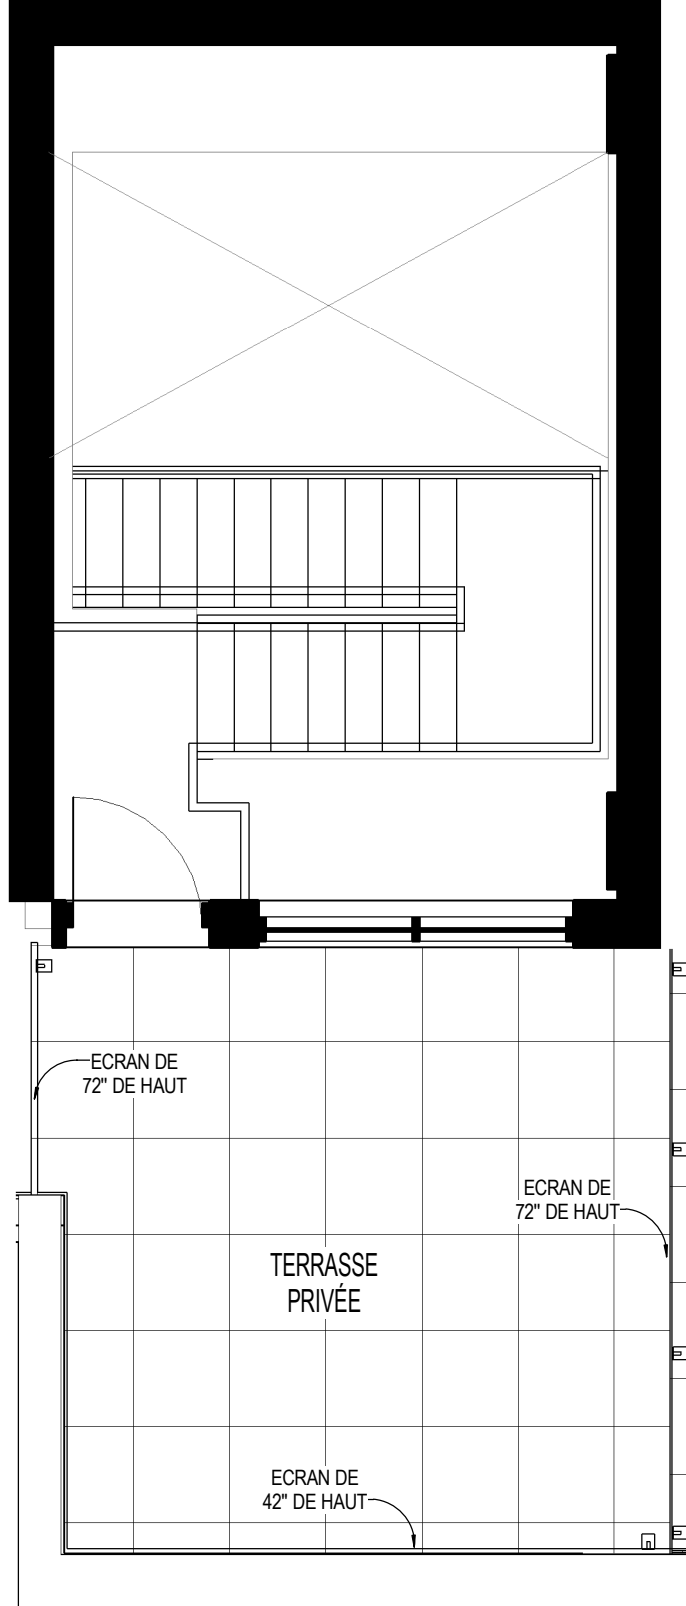 ECRAN DE
72" DE HAUT
ECRAN DE
72" DE HAUT
TERRASSE
PRIVÉE
ECRAN DE
42" DE HAUT